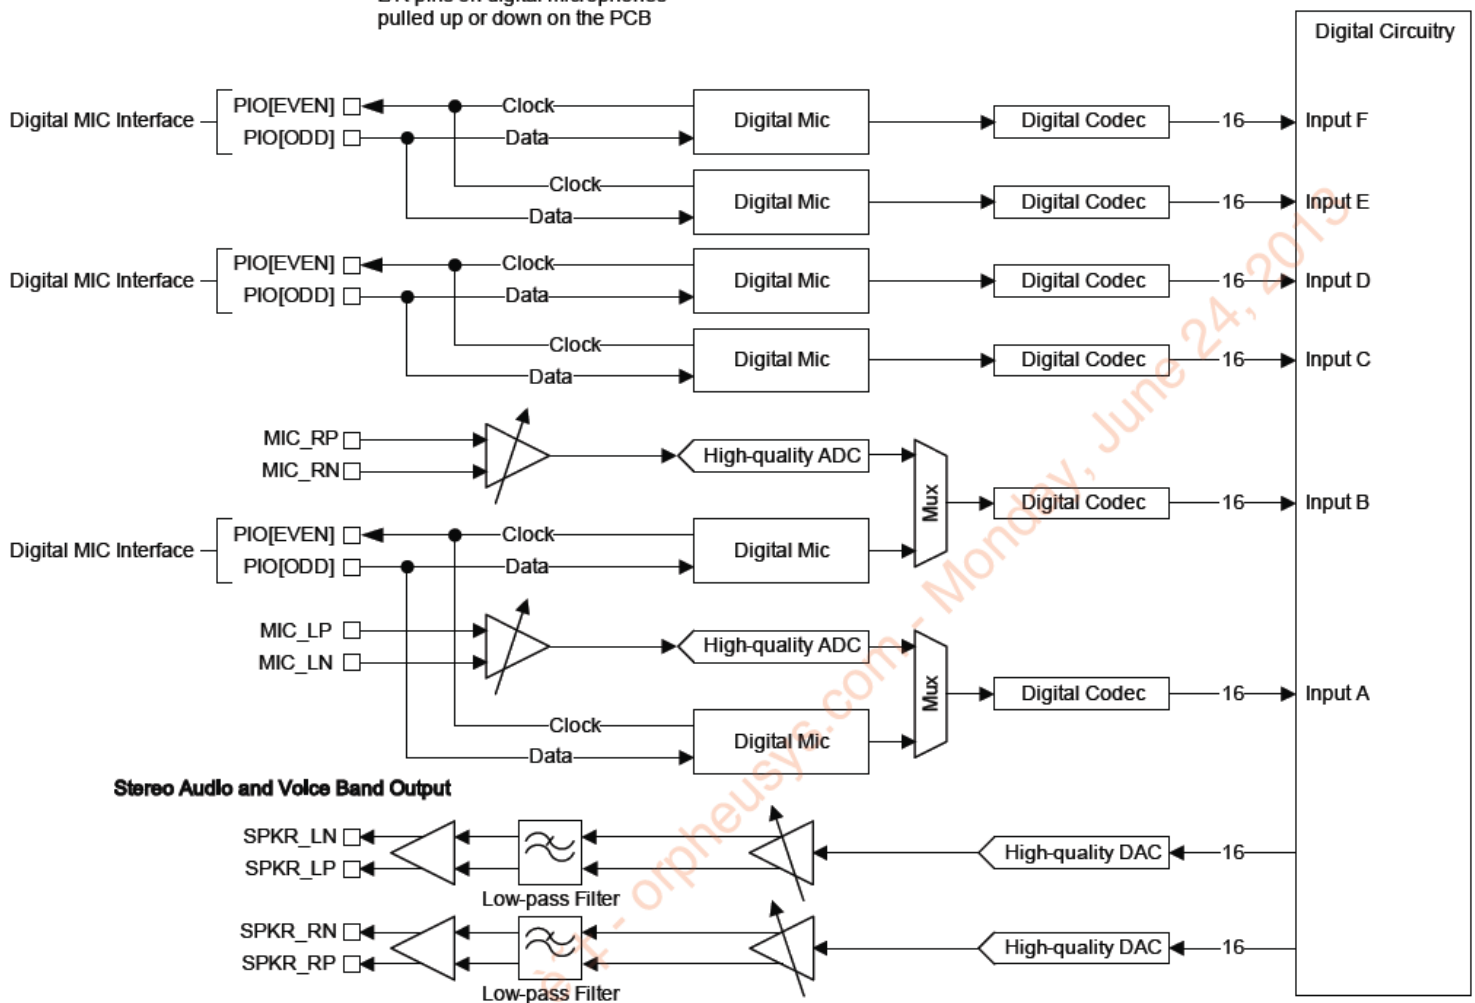 pulled up or down on the PCB
Digital Circuitry
Digital MIC Interface
PIO[EVEN]
Clock
Digital Mic
Digital Codec
16
Input F
PIO[ODD]
Data
Clock
Data
Digital Mic
Digital Codec
16
Input E
Digital MIC Interface
PIO[EVEN]
Clock
Digital Mic
Digital Codec
16
Input D
PIO[ODD]
Data
Clock
Data
Digital Mic
Digital Codec
16
Input C
MIC_RP
MIC_RN
High-quality ADC
Mux
Digital Codec
16
Input B
Digital MIC Interface
PIO[EVEN]
Clock
Digital Mic
PIO[ODD]
Data
MIC_LP
MIC_LN
High-quality ADC
Mux
Digital Codec
16
Input A
Clock
Data
Digital Mic
Stereo Audio and Voice Band Output
SPKR_LN
SPKR_LP
Low-pass Filter
High-quality DAC
16
SPKR_RN
SPKR_RP
Low-pass Filter
High-quality DAC
16
- orpheusys.com - Monday, June 24, 2013